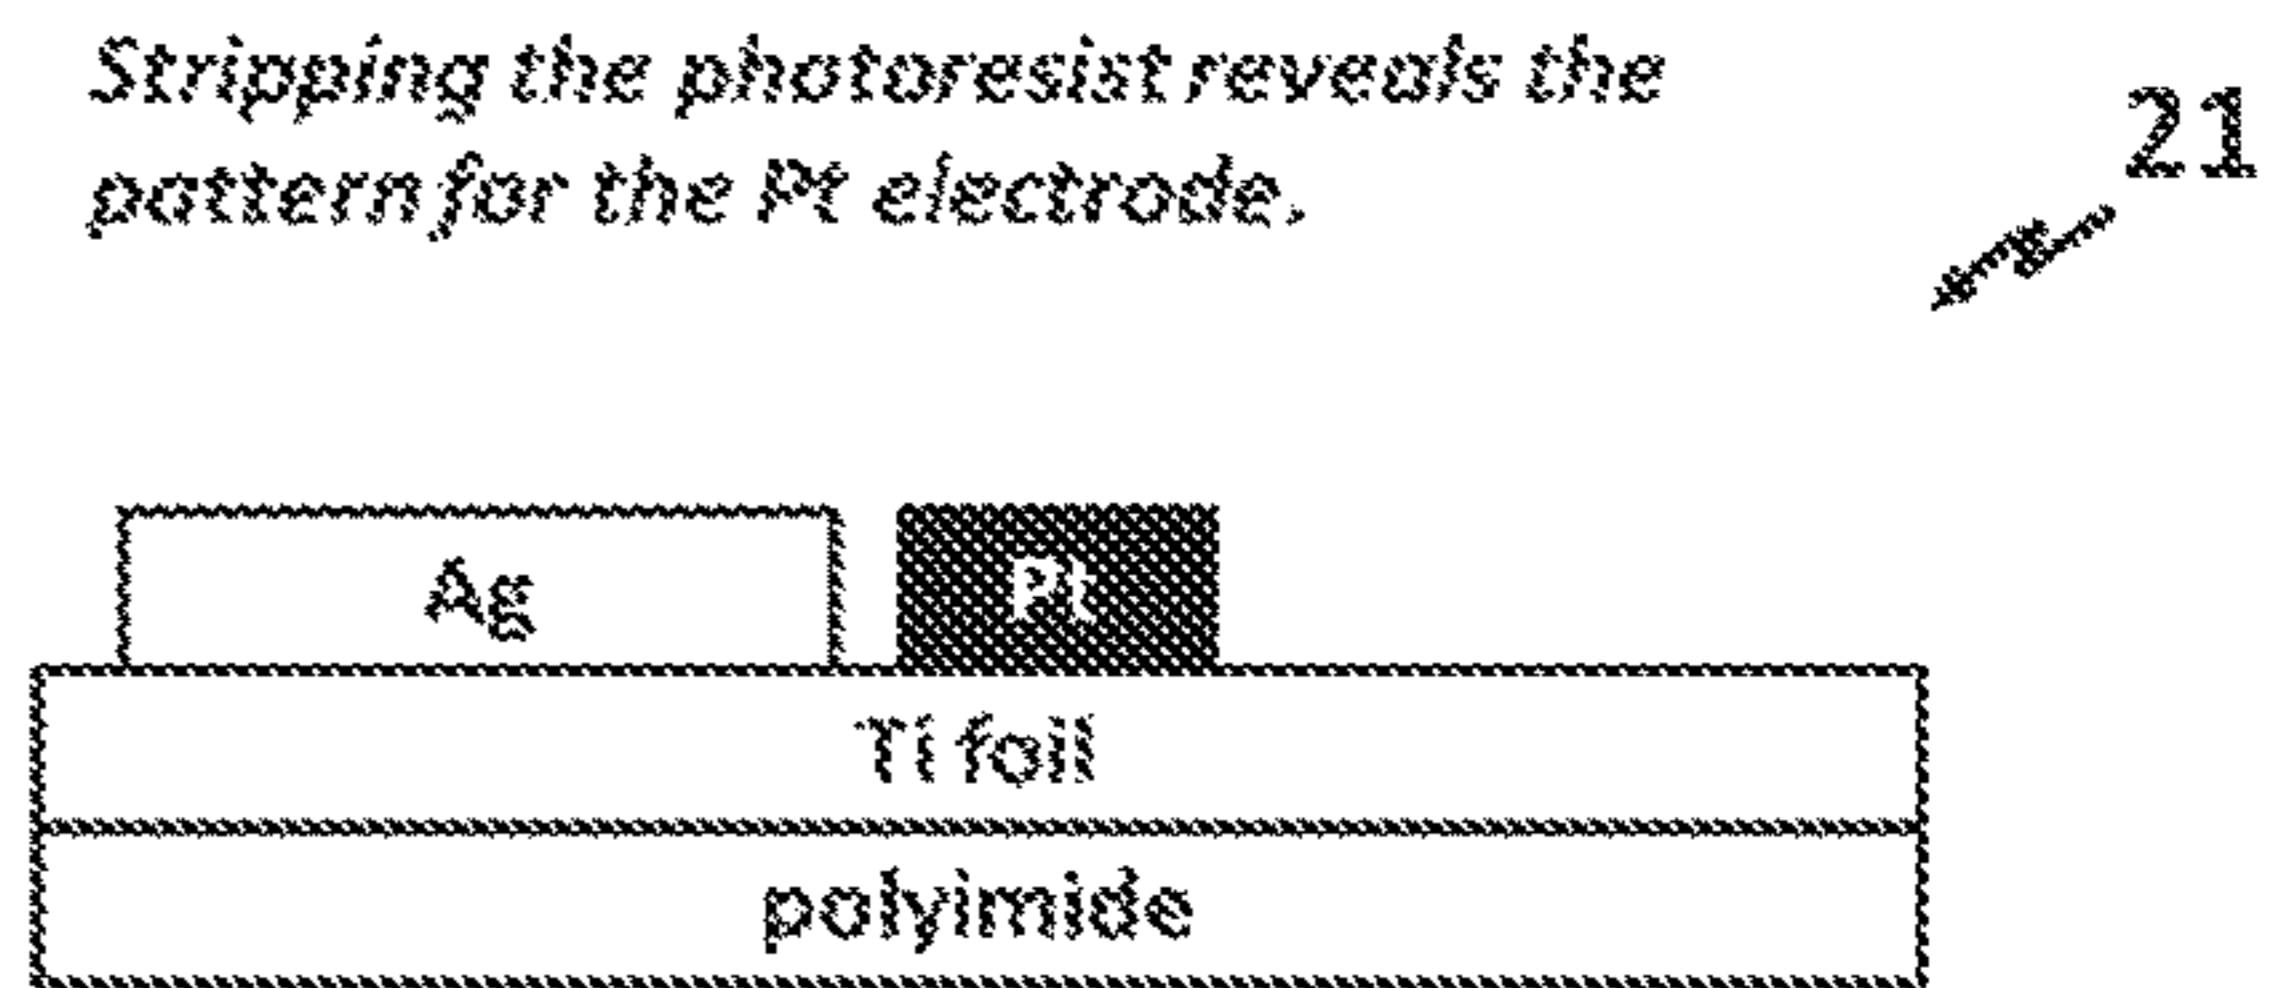 Stripping the photoresist reveals the
pattern for the Pt electrode.
21
Ag
Pt
Ti foil
polyimide